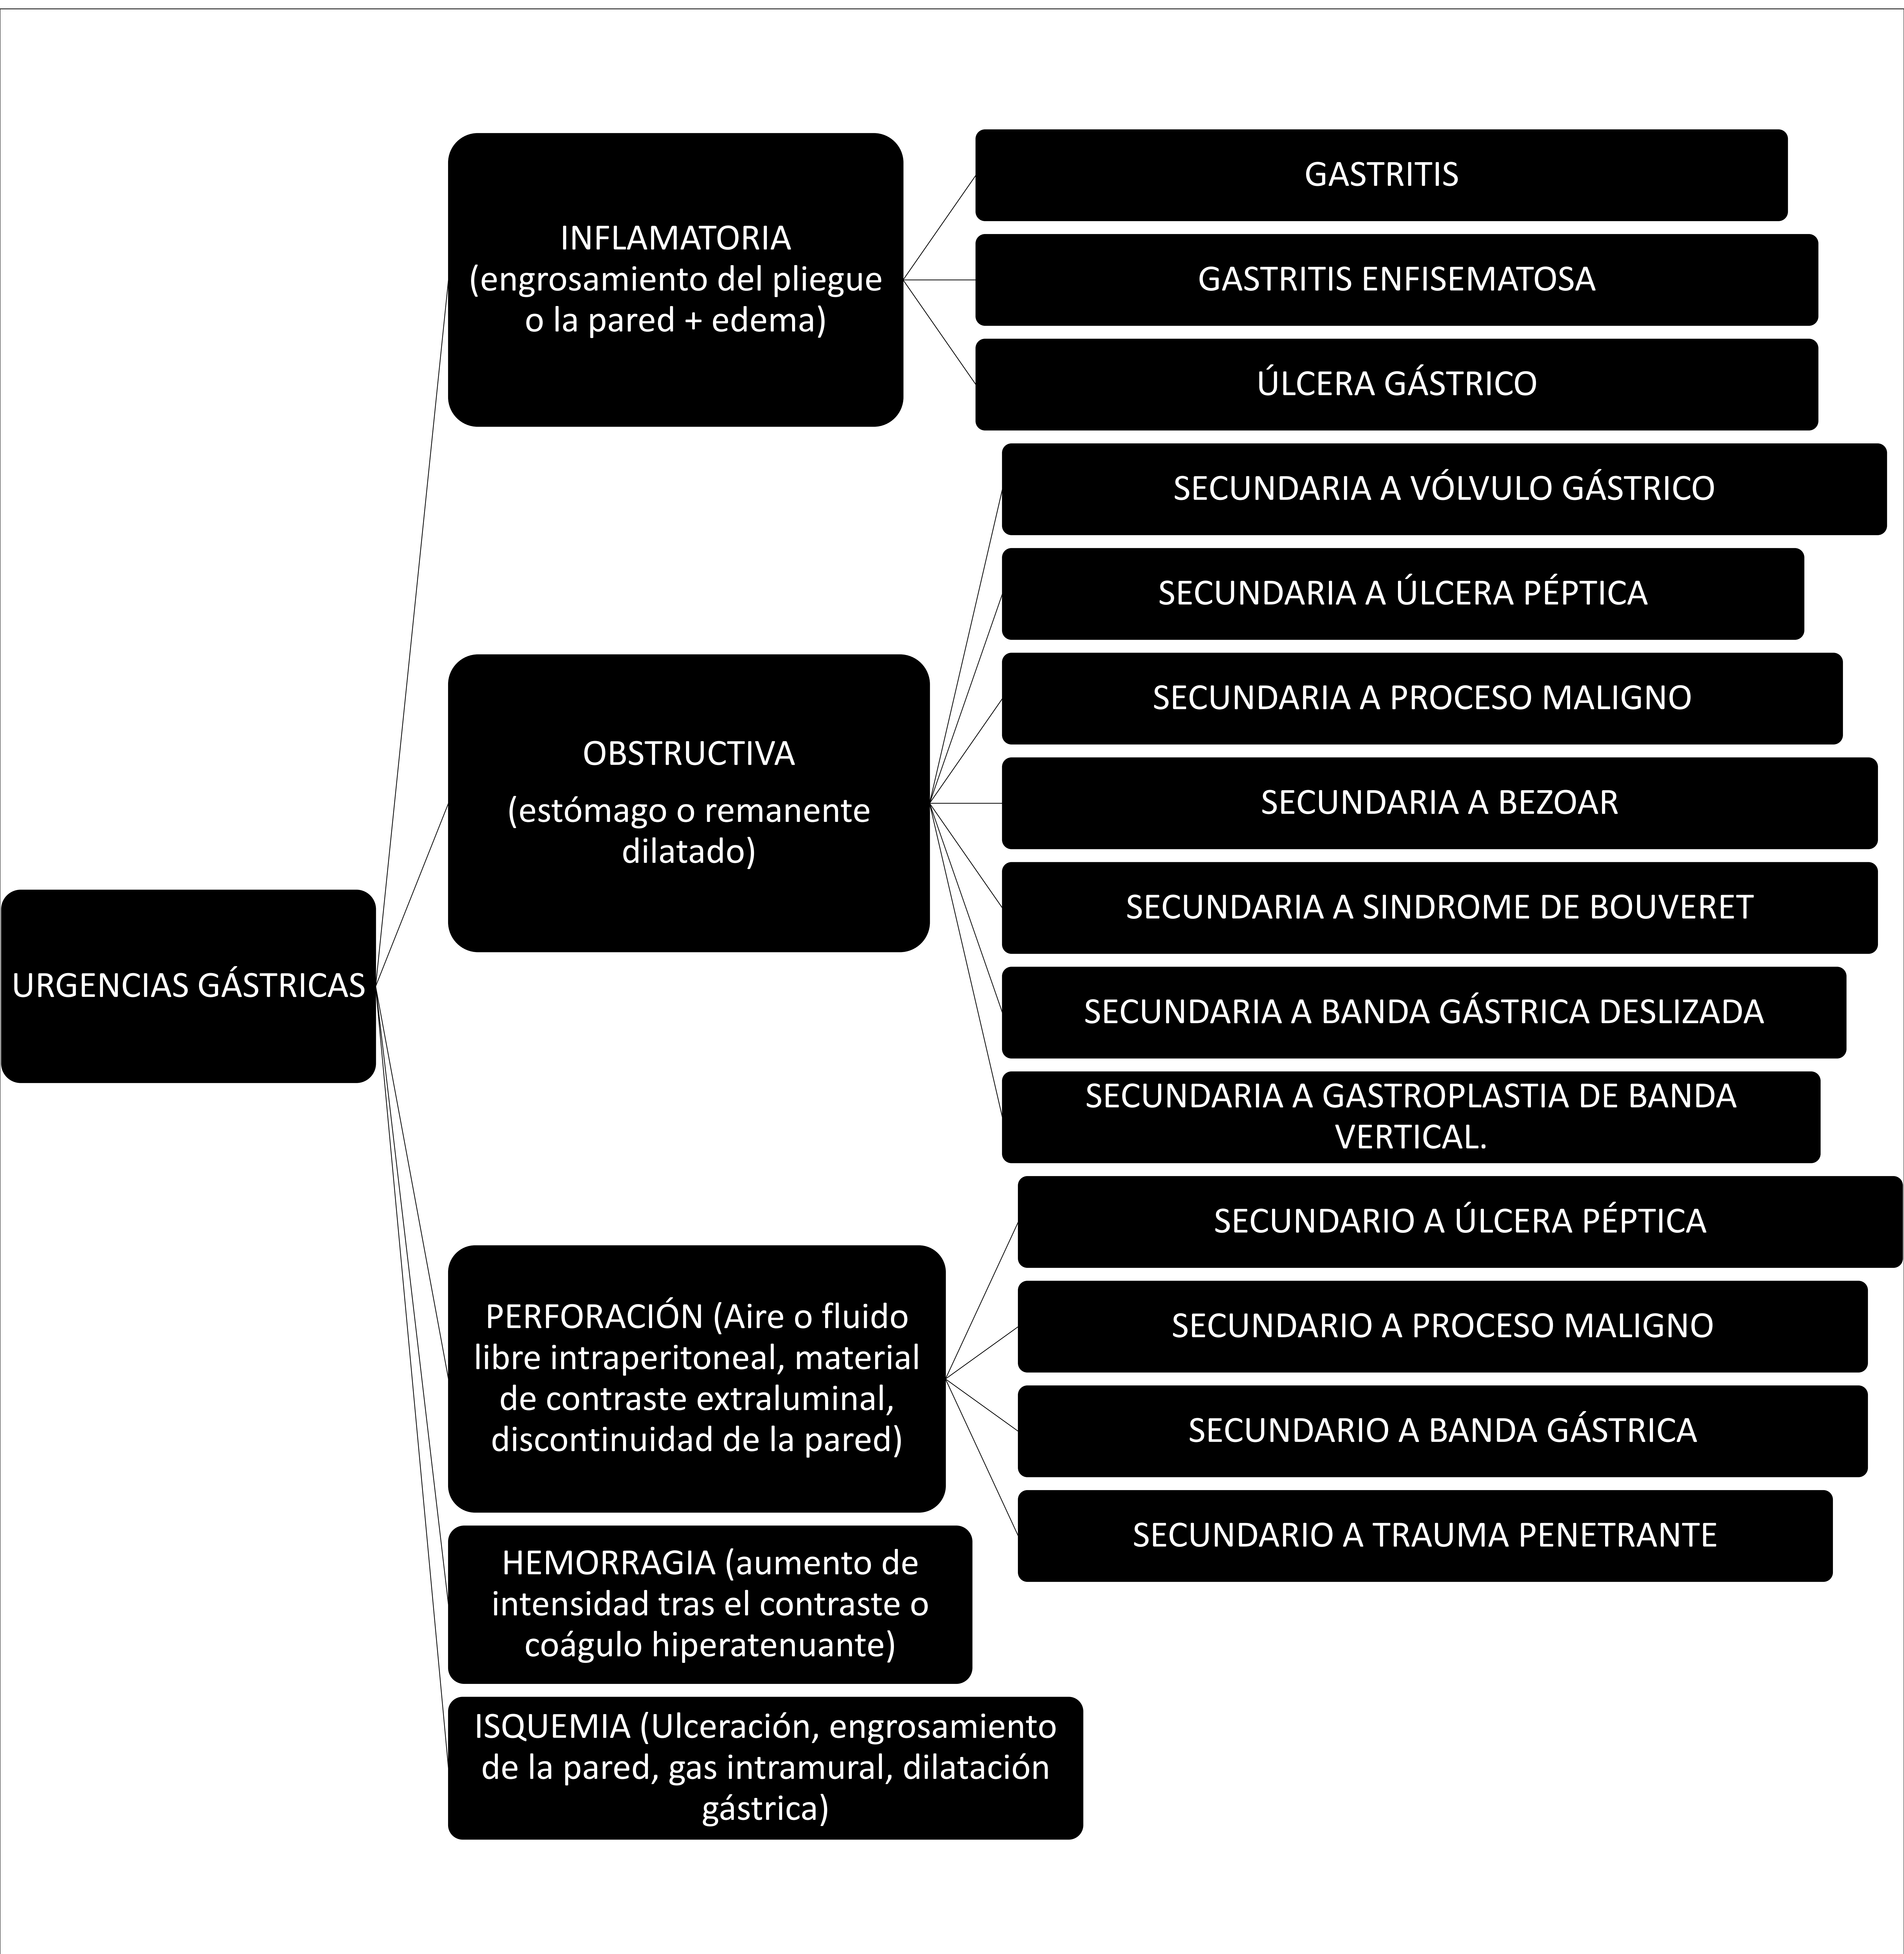 URGENCIAS GÁSTRICAS
INFLAMATORIA
(engrosamiento del pliegue
o la pared + edema)
GASTRITIS
GASTRITIS ENFISEMATOSA
ÚLCERA GÁSTRICO
OBSTRUCTIVA
(estómago o remanente
dilatado)
SECUNDARIA A VÓLVULO GÁSTRICO
SECUNDARIA A ÚLCERA PÉPTICA
SECUNDARIA A PROCESO MALIGNO
SECUNDARIA A BEZOAR
SECUNDARIA A SINDROME DE BOUVERET
SECUNDARIA A BANDA GÁSTRICA DESLIZADA
SECUNDARIA A GASTROPLASTIA DE BANDA
VERTICAL.
PERFORACIÓN (Aire o fluido
libre intraperitoneal, material
de contraste extraluminal,
discontinuidad de la pared)
SECUNDARIO A ÚLCERA PÉPTICA
SECUNDARIO A PROCESO MALIGNO
SECUNDARIO A BANDA GÁSTRICA
SECUNDARIO A TRAUMA PENETRANTE
HEMORRAGIA (aumento de
intensidad tras el contraste o
coágulo hiperatenuante)
ISQUEMIA (Ulceración, engrosamiento
de la pared, gas intramural, dilatación
gástrica)